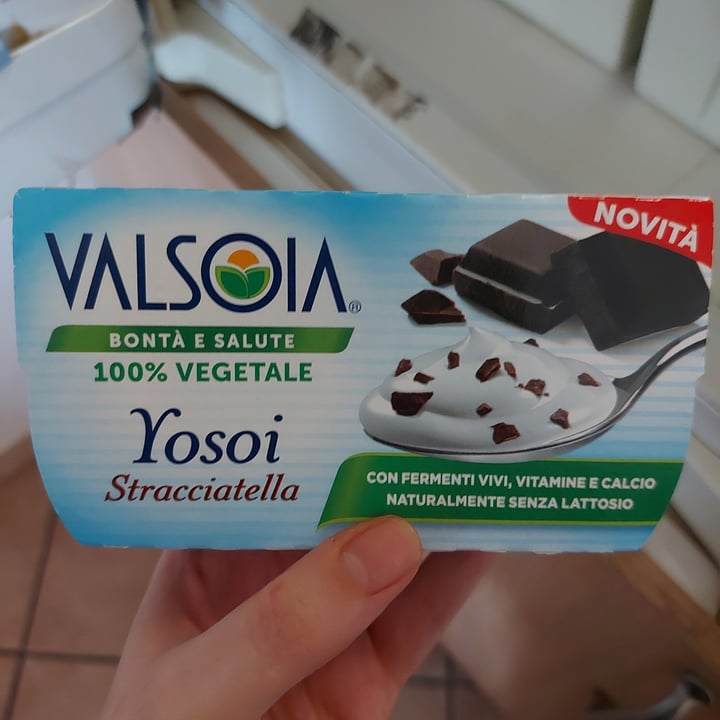 NOVITÀ
VALSOIA®
BONTÀ E SALUTE
100% VEGETALE
Yosoi
Stracciatella
CON FERMENTI VIVI, VITAMINE E CALCIO
NATURALMENTE SENZA LATTOSIO